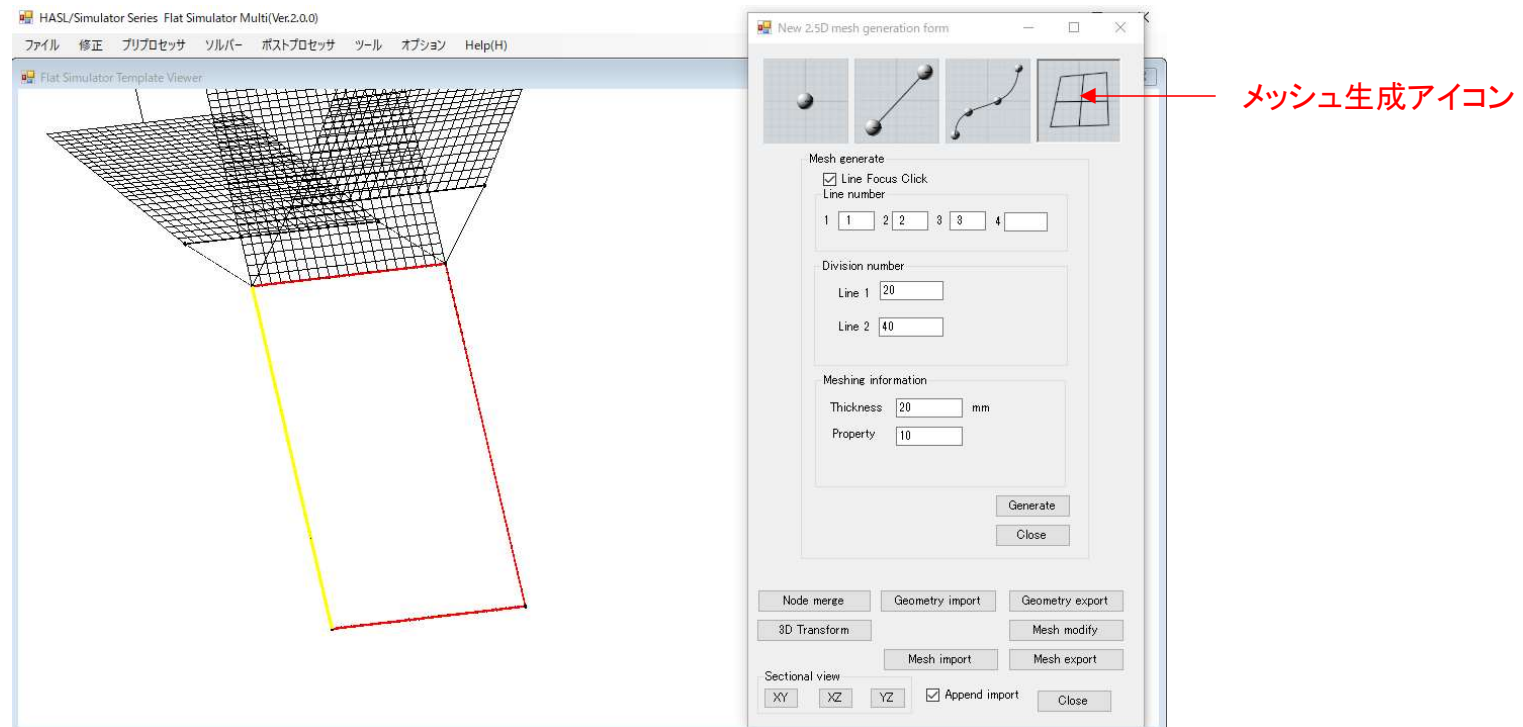 HASL/Simulator Series Flat Simulator Multi(Ver.2.0.0)
ファイル 修正 プリプロセッサ ソルバー ポストプロセッサ ツール オプション Help(H)
Flat Simulator Template Viewer
New 2.5D mesh generation form
メッシュ生成アイコン
Mesh generate
Line Focus Click
Line number
1 1 2 2 3 3 4
Division number
Line 1 20
Line 2 40
Meshing information
Thickness 20 mm
Property 10
Generate
Close
Node merge Geometry import Geometry export
3D Transform Mesh modify
Mesh import Mesh export
Sectional view
XY XZ YZ Append import Close